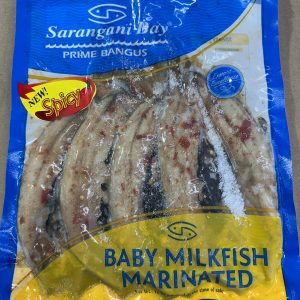 Sarangani Bay
PRIME BANGUS
NEW!
Spicy
BABY MILKFISH
MARINATED